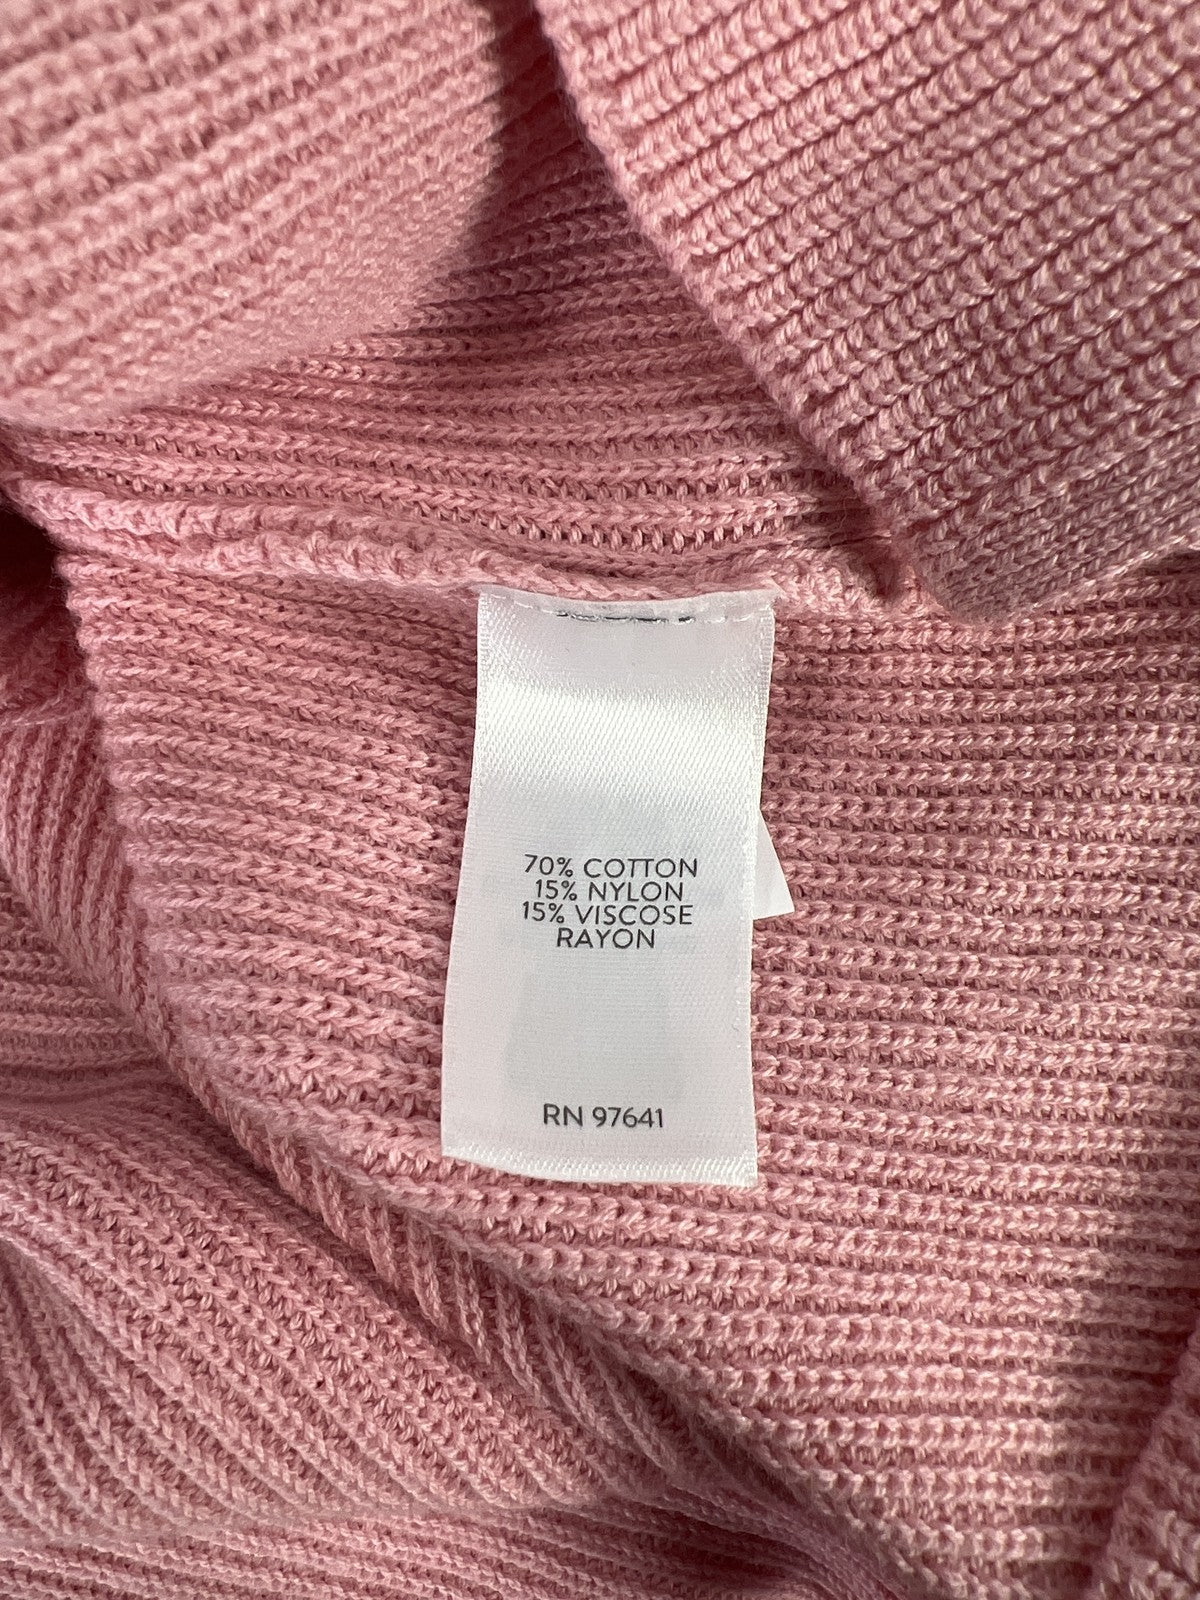 70% COTTON
15% NYLON
15% VISCOSE
RAYON
RN 97641